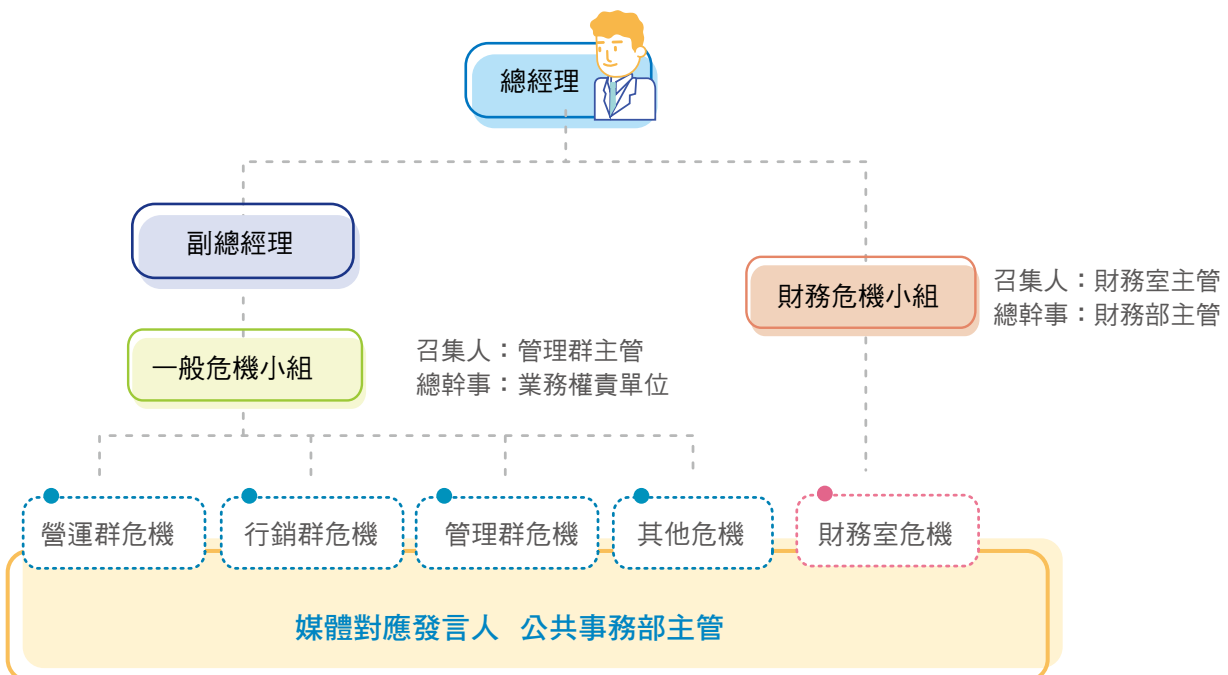 總經理
副總經理
財務危機小組
召集人：財務室主管
總幹事：財務部主管
一般危機小組
召集人：管理群主管
總幹事：業務權責單位
營運群危機
行銷群危機
管理群危機
其他危機
財務室危機
媒體對應發言人 公共事務部主管